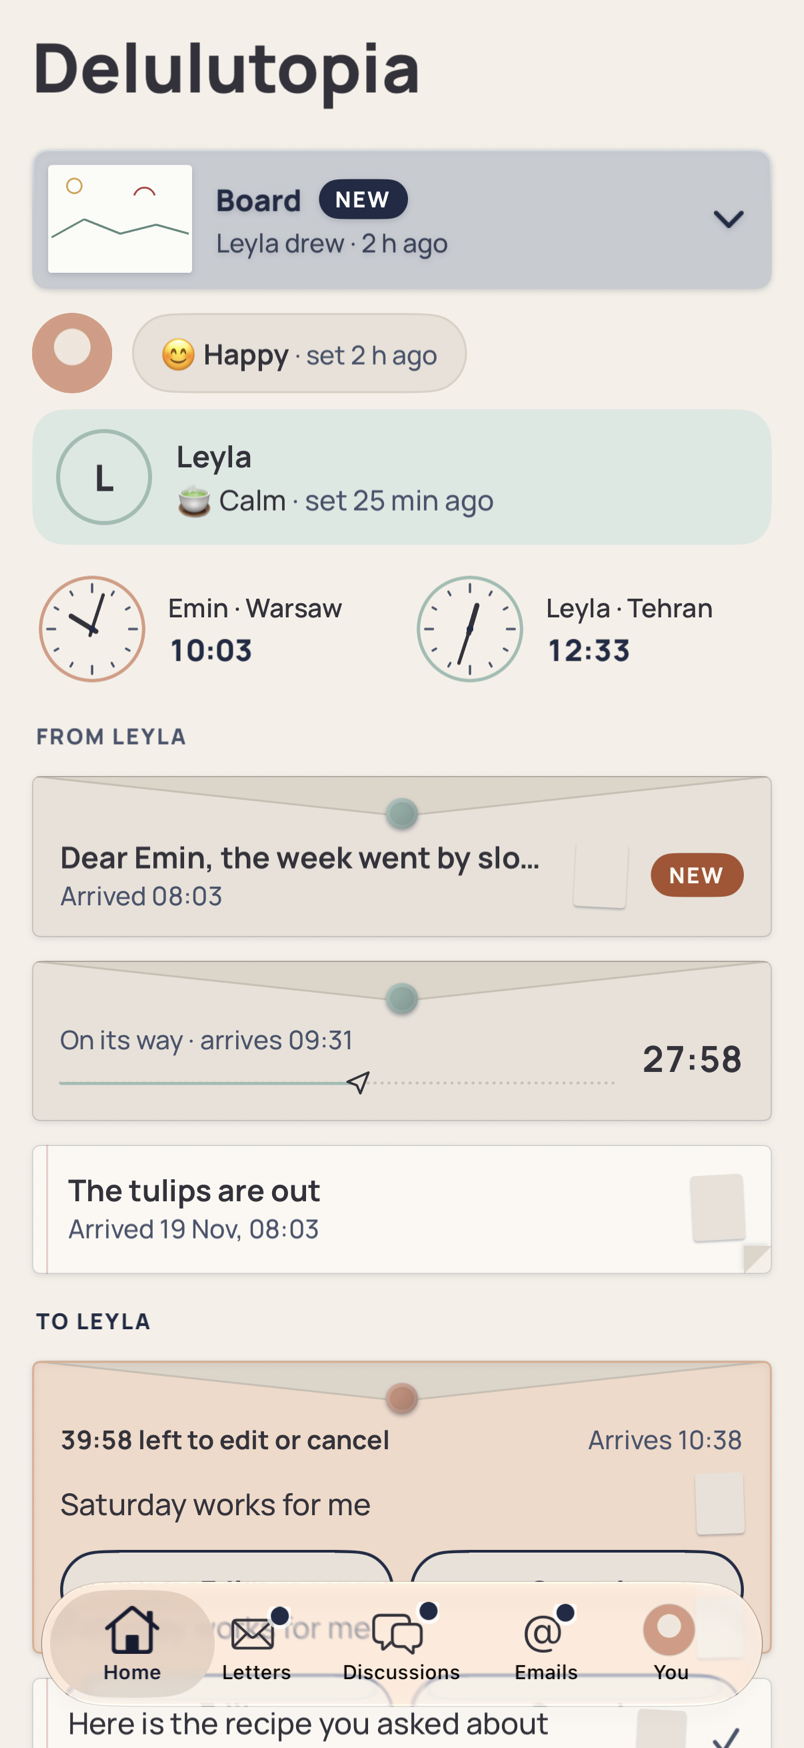 Delulutopia
Board NEW
Leyla drew · 2 h ago
😊 Happy · set 2 h ago
L
Leyla
🍵 Calm · set 25 min ago
Emin · Warsaw
10:03
Leyla · Tehran
12:33
FROM LEYLA
Dear Emin, the week went by slo...
Arrived 08:03
NEW
On its way · arrives 09:31
27:58
The tulips are out
Arrived 19 Nov, 08:03
TO LEYLA
39:58 left to edit or cancel
Arrives 10:38
Saturday works for me
works for me
Home
Letters
Discussions
Emails
You
Here is the recipe you asked about